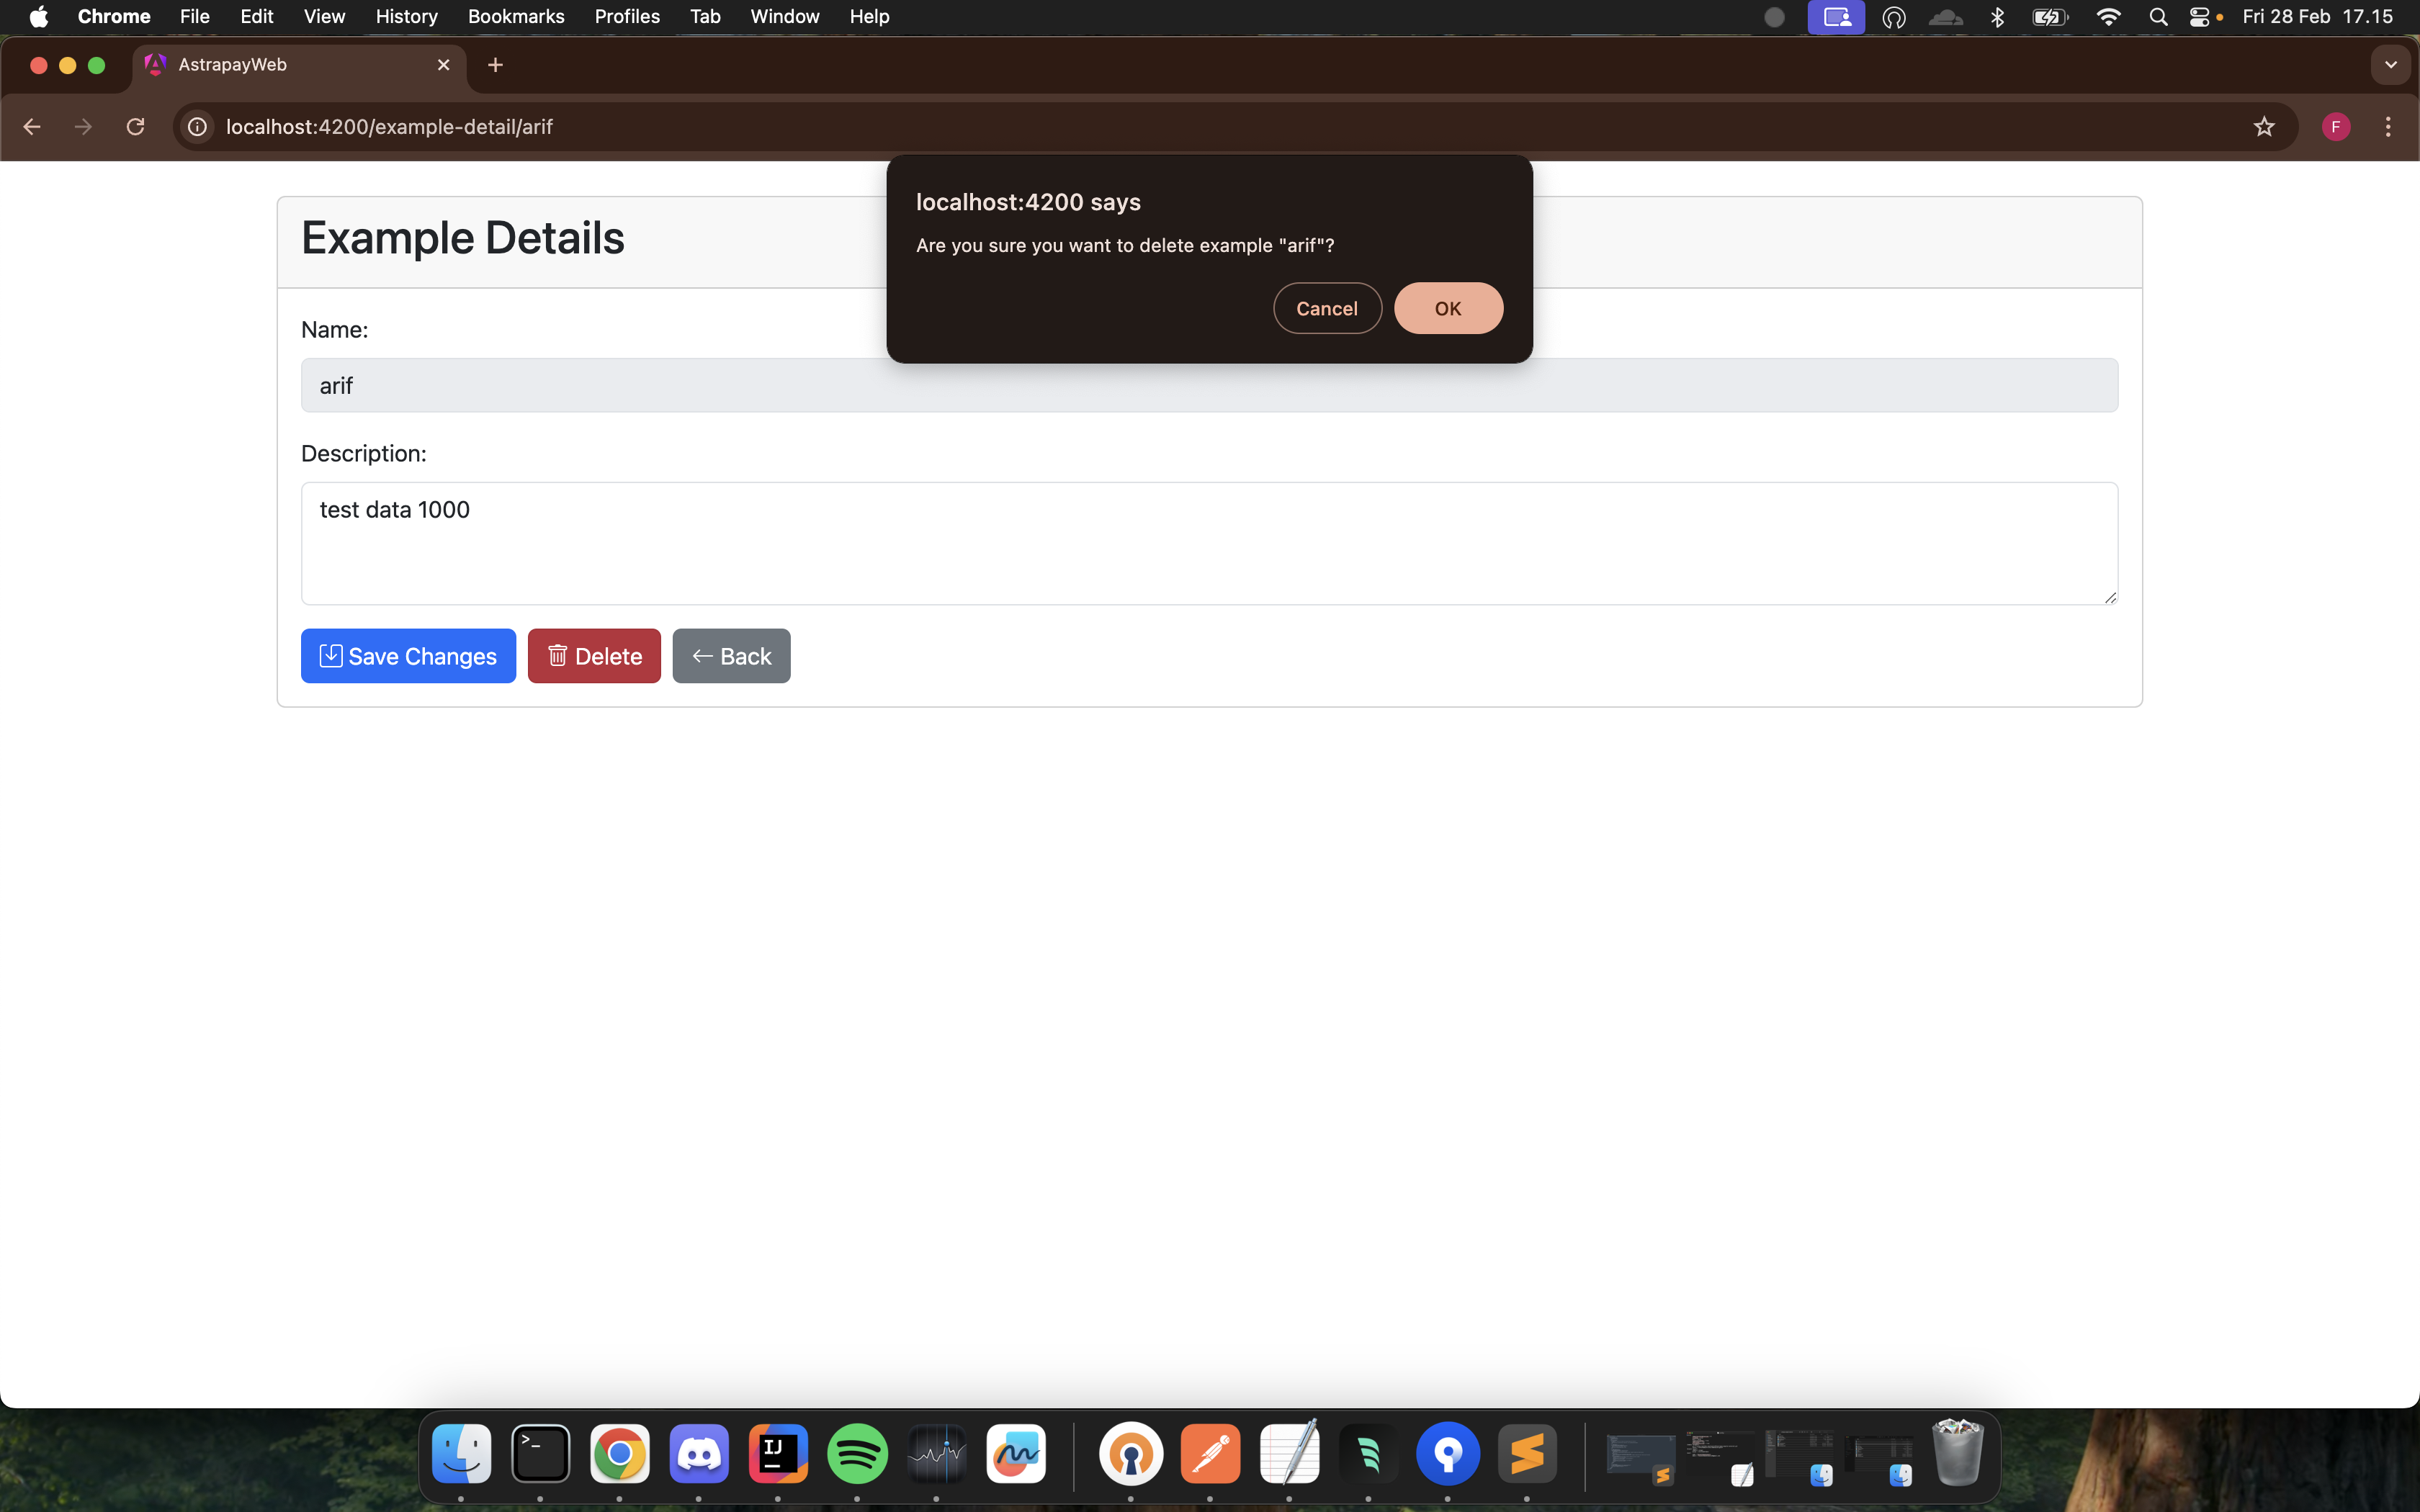 Chrome File Edit View History Bookmarks Profiles Tab Window Help Fri 28 Feb 17.15
AstrapayWeb
localhost:4200/example-detail/arif
F
localhost:4200 says
Are you sure you want to delete example "arif"?
Cancel OK
Example Details
Name:
arif
Description:
test data 1000
Save Changes Delete Back
IJ